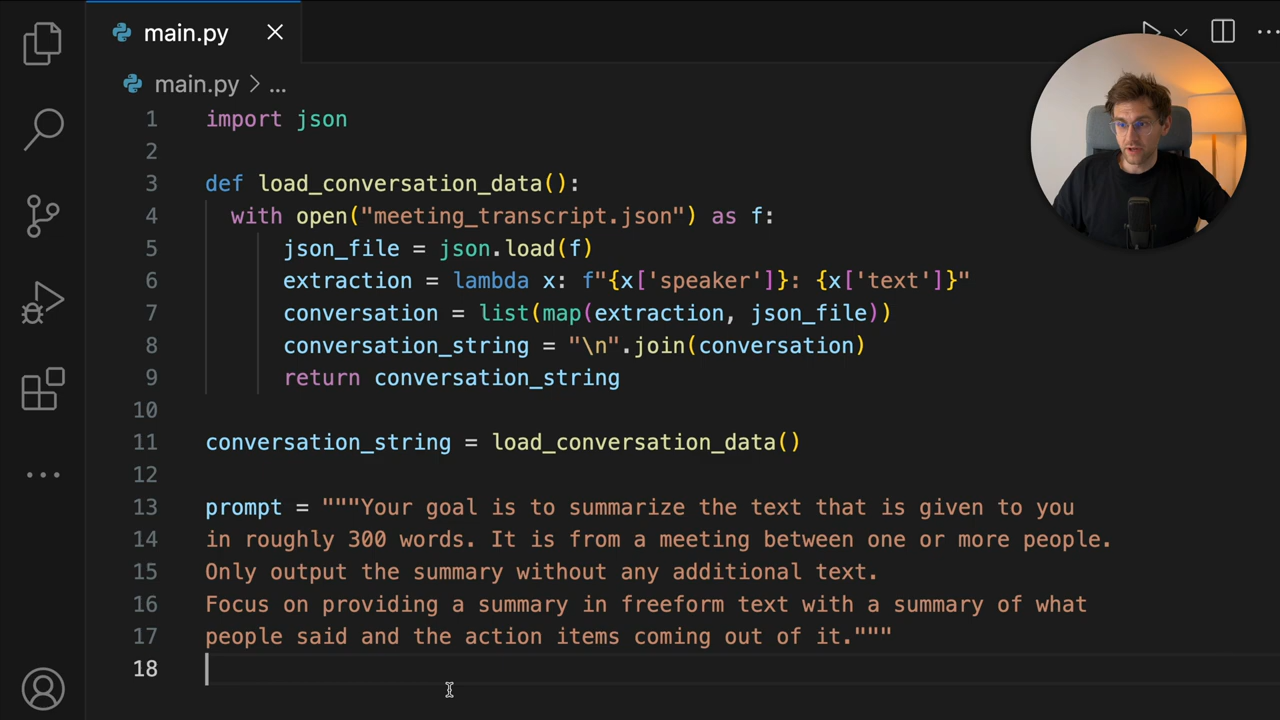 main.py
main.py > ...
1 import json
2
3 def load_conversation_data():
4 with open("meeting_transcript.json") as f:
5 json_file = json.load(f)
6 extraction = lambda x: f"{x['speaker']}: {x['text']}"
7 conversation = list(map(extraction, json_file))
8 conversation_string = "\n".join(conversation)
9 return conversation_string
10
11 conversation_string = load_conversation_data()
12
13 prompt = """Your goal is to summarize the text that is given to you
14 in roughly 300 words. It is from a meeting between one or more people.
15 Only output the summary without any additional text.
16 Focus on providing a summary in freeform text with a summary of what
17 people said and the action items coming out of it."""
18